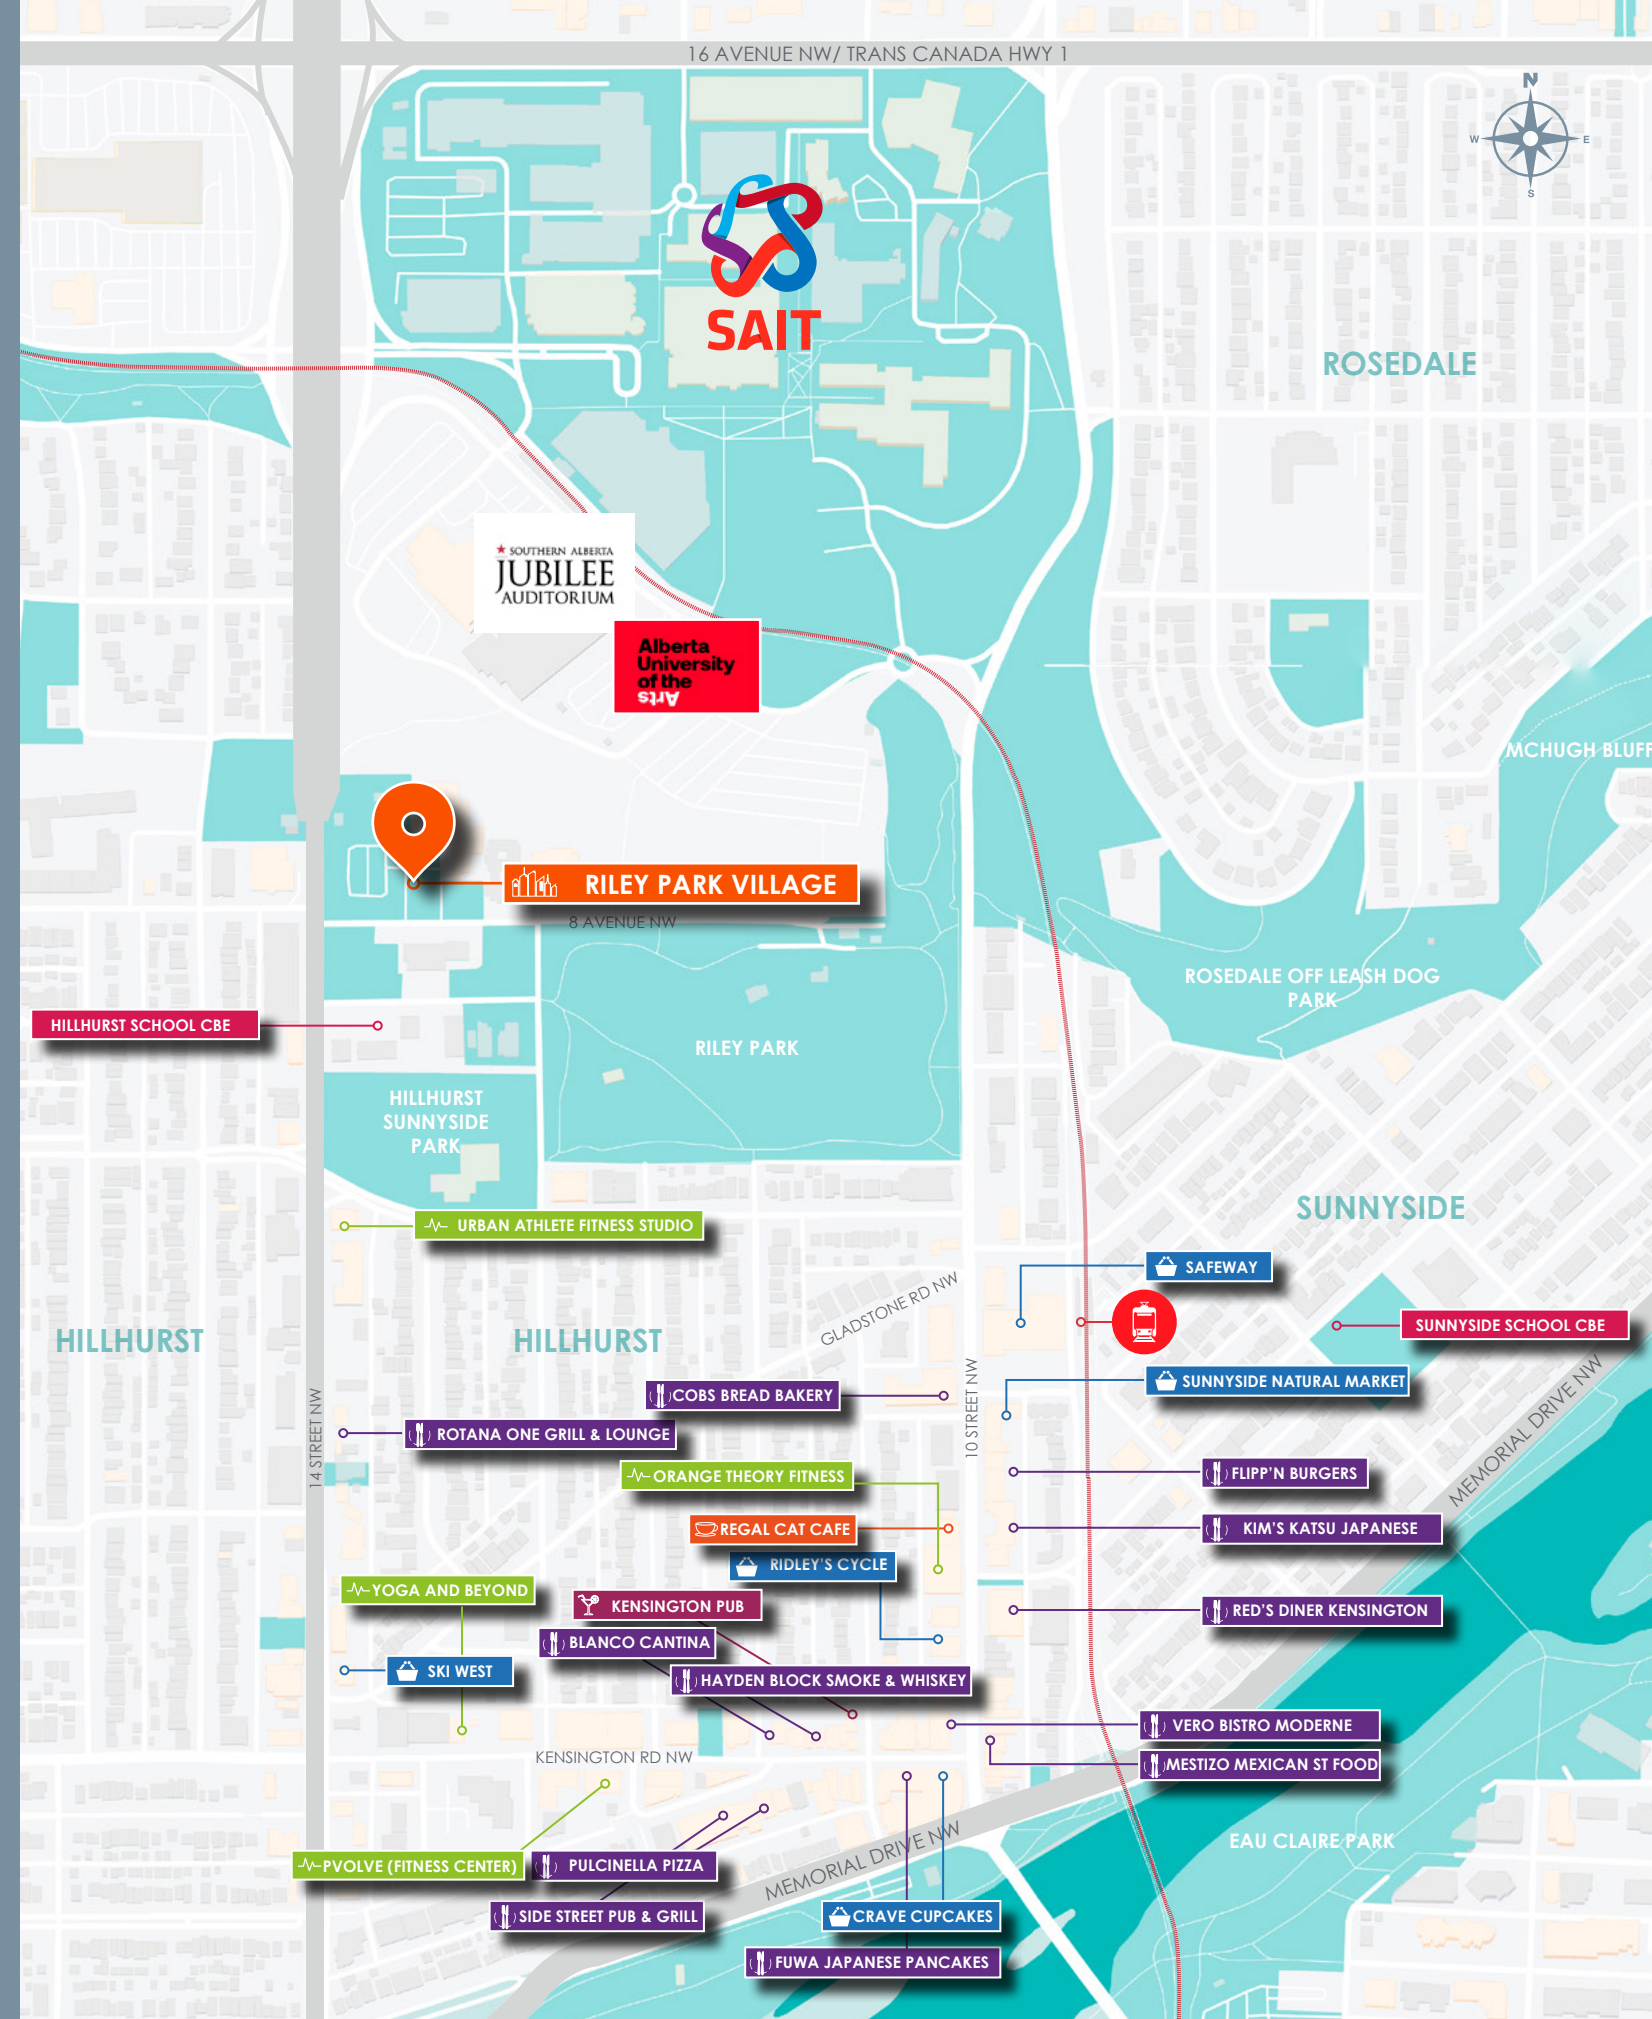 16 AVENUE NW/ TRANS CANADA HWY 1
N
W
E
S
SAIT
ROSEDALE
SOUTHERN ALBERTA
JUBILEE
AUDITORIUM
Alberta
University
of the
Arts
MCHUGH BLUFF
RILEY PARK VILLAGE
8 AVENUE NW
ROSEDALE OFF LEASH DOG
PARK
HILLHURST SCHOOL CBE
RILEY PARK
HILLHURST
SUNNYSIDE
PARK
SUNNYSIDE
URBAN ATHLETE FITNESS STUDIO
SAFEWAY
GLADSTONE RD NW
SUNNYSIDE SCHOOL CBE
HILLHURST
HILLHURST
SUNNYSIDE NATURAL MARKET
COBS BREAD BAKERY
10 STREET NW
14 STREET NW
MEMORIAL DRIVE NW
ROTANA ONE GRILL & LOUNGE
ORANGE THEORY FITNESS
FLIPP'N BURGERS
REGAL CAT CAFE
KIM'S KATSU JAPANESE
RIDLEY'S CYCLE
YOGA AND BEYOND
KENSINGTON PUB
RED'S DINER KENSINGTON
BLANCO CANTINA
SKI WEST
HAYDEN BLOCK SMOKE & WHISKEY
VERO BISTRO MODERNE
KENSINGTON RD NW
MESTIZO MEXICAN ST FOOD
EAU CLAIRE PARK
MEMORIAL DRIVE NW
PVOLVE (FITNESS CENTER)
PULCINELLA PIZZA
SIDE STREET PUB & GRILL
CRAVE CUPCAKES
FUWA JAPANESE PANCAKES